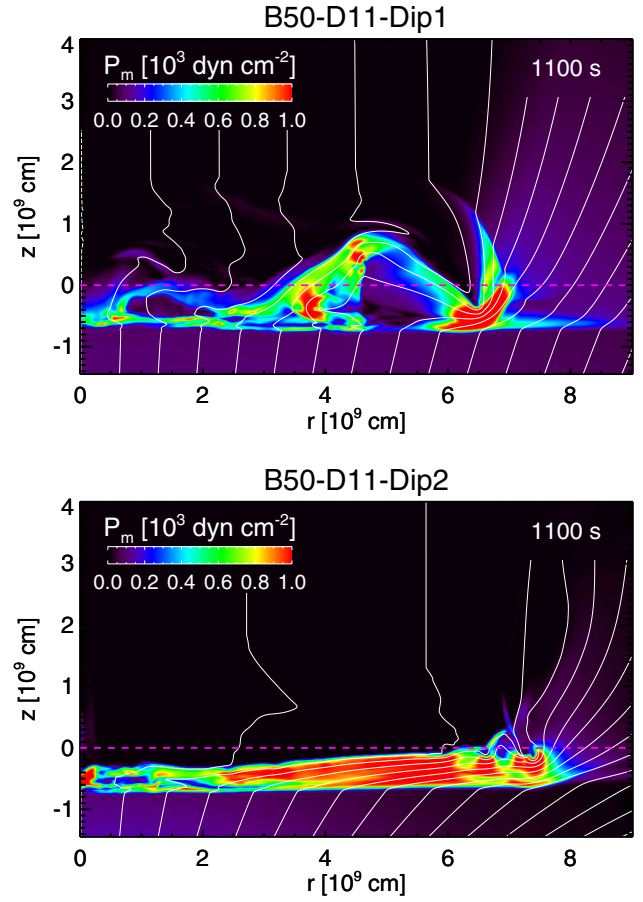 B50-D11-Dip1
P_m [10^3 dyn cm^-2]
1100 s
0.0 0.2 0.4 0.6 0.8 1.0
4
3
2
1
0
-1
z [10^9 cm]
0 2 4 6 8
r [10^9 cm]
B50-D11-Dip2
P_m [10^3 dyn cm^-2]
1100 s
0.0 0.2 0.4 0.6 0.8 1.0
4
3
2
1
0
-1
z [10^9 cm]
0 2 4 6 8
r [10^9 cm]